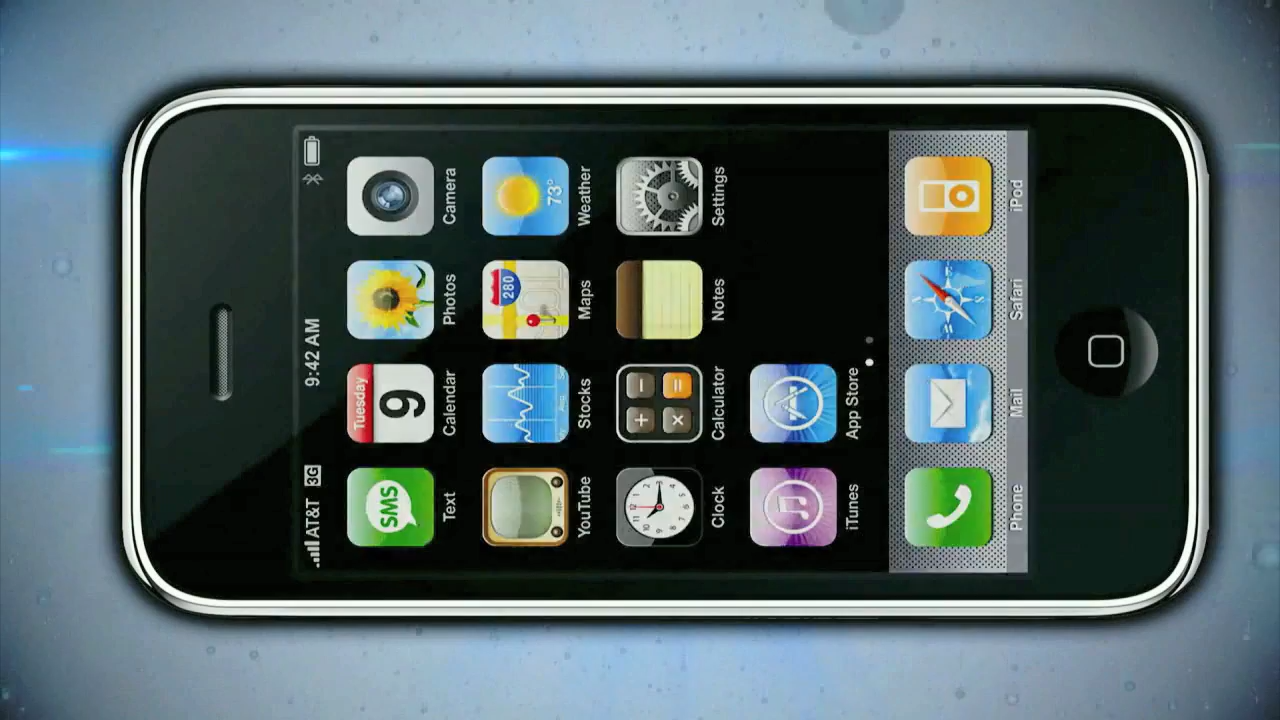 AT&T 3G 9:42 AM
SMS Tuesday 9
Text Calendar Photos Camera
280 73°
YouTube Stocks Maps Weather
Clock Calculator Notes Settings
iTunes App Store
Phone Mail Safari iPod